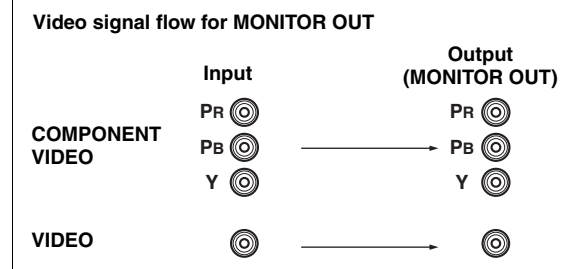 Video signal flow for MONITOR OUT
Input
Output
(MONITOR OUT)
COMPONENT
VIDEO
PR
PR
PB
PB
Y
Y
VIDEO